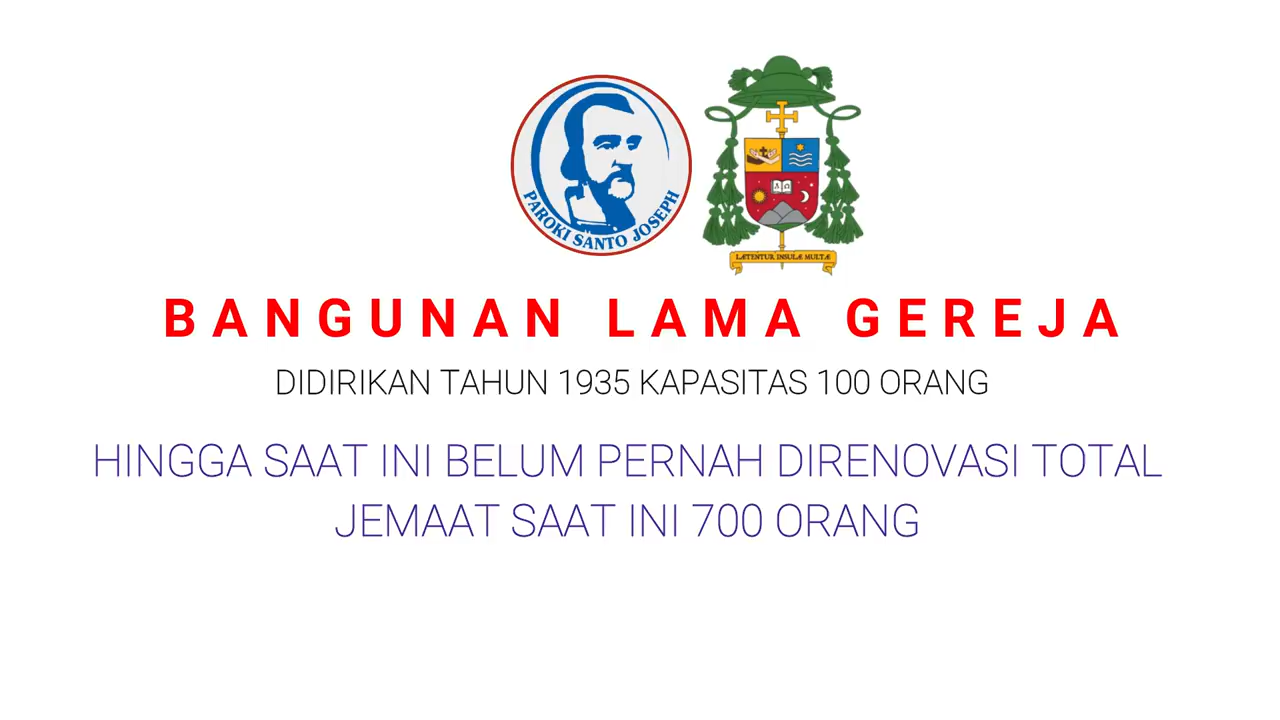 PAROKI SANTO JOSEPH
A Ω
LÆTENTUR INSULÆ MULTÆ
BANGUNAN LAMA GEREJA
DIDIRIKAN TAHUN 1935 KAPASITAS 100 ORANG
HINGGA SAAT INI BELUM PERNAH DIRENOVASI TOTAL
JEMAAT SAAT INI 700 ORANG